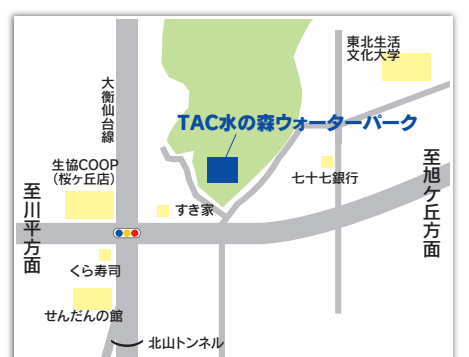 東北生活
文化大学
大衡仙台線
TAC水の森ウォーターパーク
生協COOP
(桜ヶ丘店)
七十七銀行
至旭ケ丘方面
至川平方面
すき家
くら寿司
せんだんの館
北山トンネル